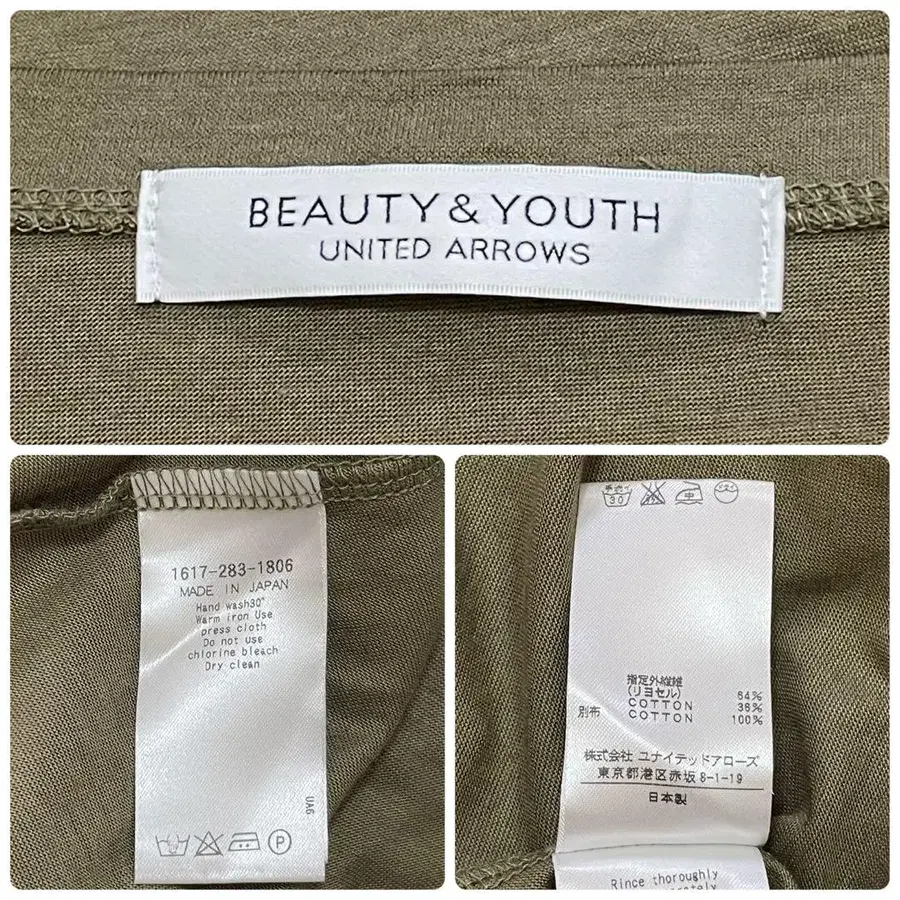 BEAUTY & YOUTH
UNITED ARROWS
1617-283-1806
MADE IN JAPAN
Hand wash30°
Warm iron Use
press cloth
Do not use
chlorine bleach
Dry clean
UA6
P
30
指定外繊維
(リヨセル) 64%
COTTON 36%
別布 COTTON 100%
株式会社 ユナイテッドアローズ
東京都港区赤坂8-1-19
日本製
Rince thoroughly